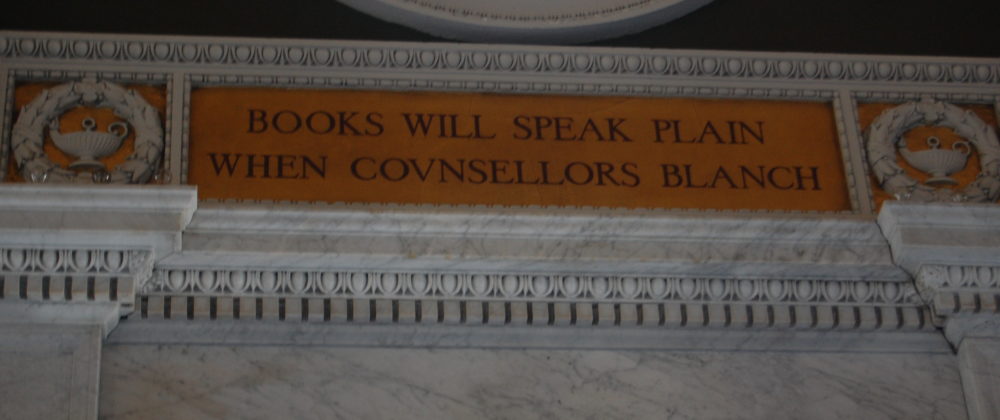 BOOKS WILL SPEAK PLAIN
WHEN COVNSELLORS BLANCH